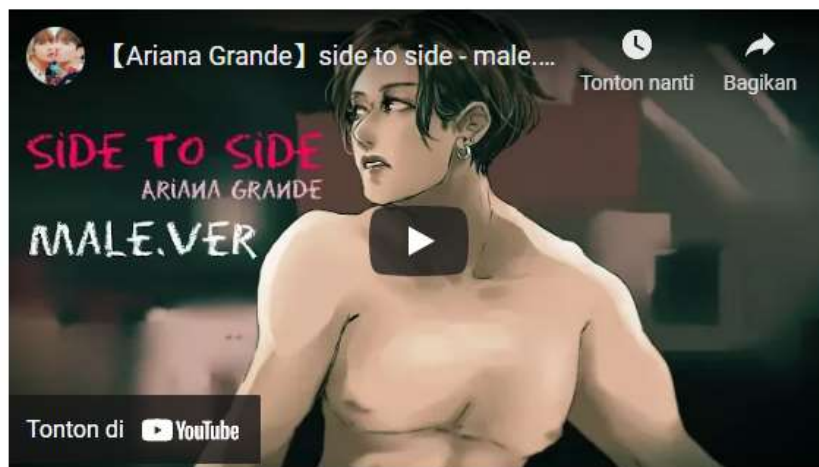 【Ariana Grande】side to side - male....
Tonton nanti
Bagikan
SiDE TO SiDE
ARiANA GRANDE
MALE.VER
Tonton di YouTube